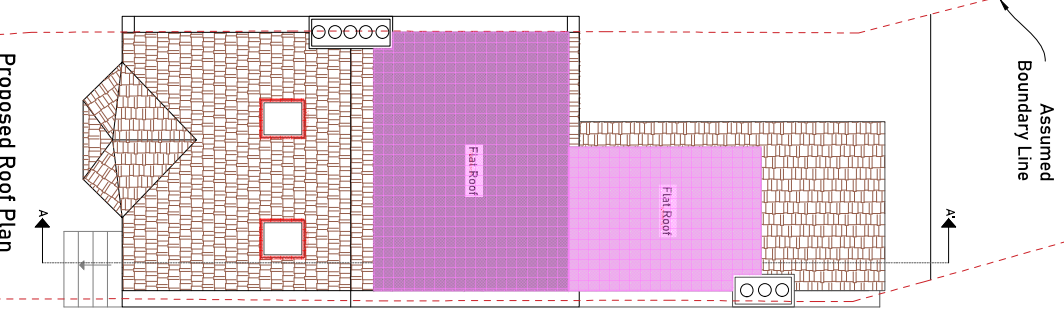 Proposed Roof Plan
A
Flat Roof
Flat Roof
A'
Assumed
Boundary Line